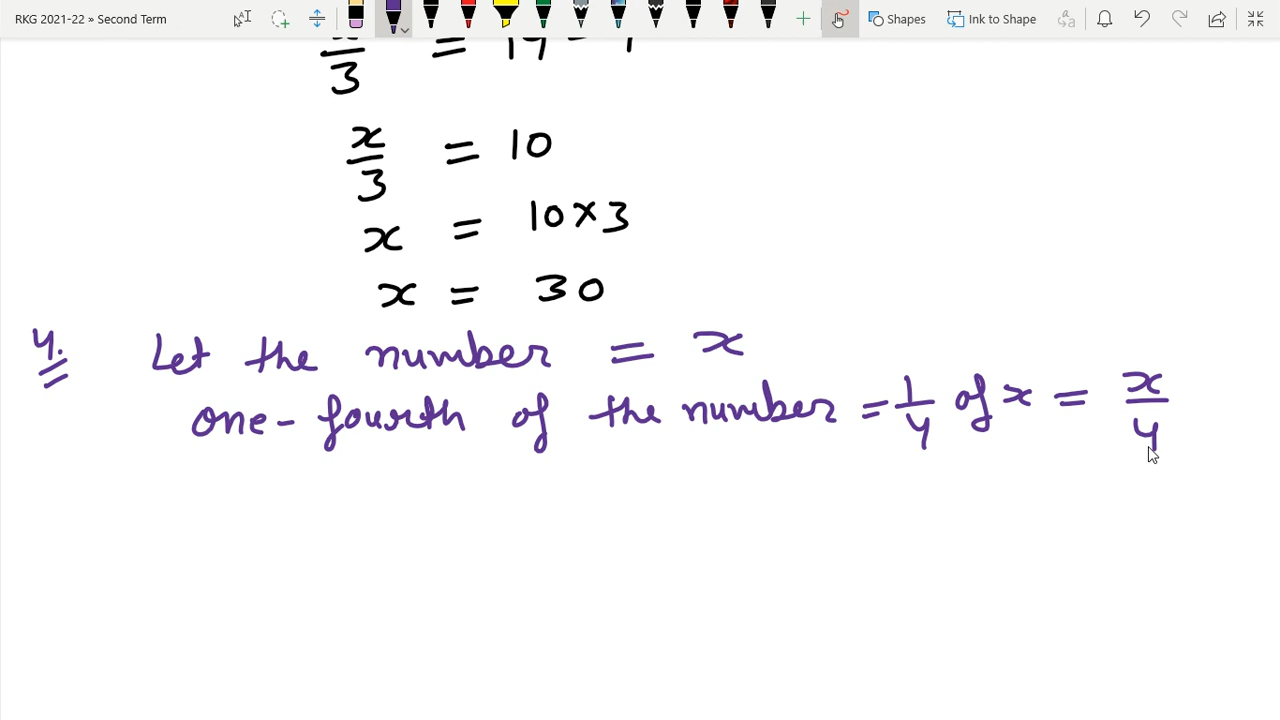 RKG 2021-22 » Second Term
Shapes
Ink to Shape
x/3 = 10
x = 10×3
x = 30
4. Let the number = x
one-fourth of the number = 1/4 of x = x/4